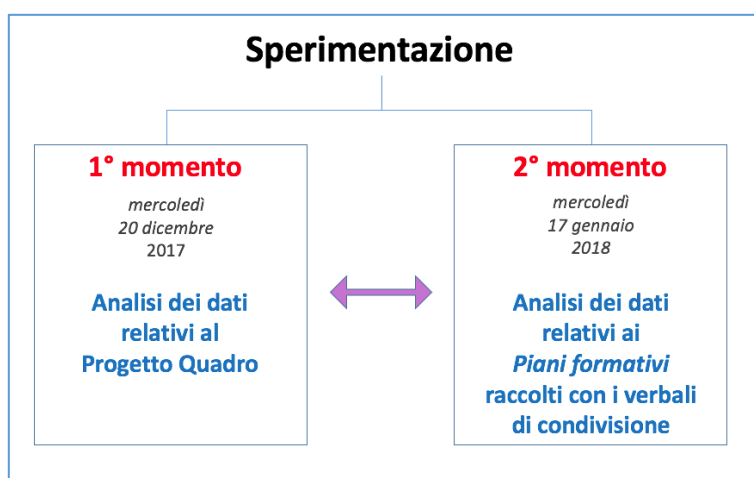 Sperimentazione
1° momento
mercoledì
20 dicembre
2017
Analisi dei dati
relativi al
Progetto Quadro
2° momento
mercoledì
17 gennaio
2018
Analisi dei dati
relativi ai
Piani formativi
raccolti con i verbali
di condivisione